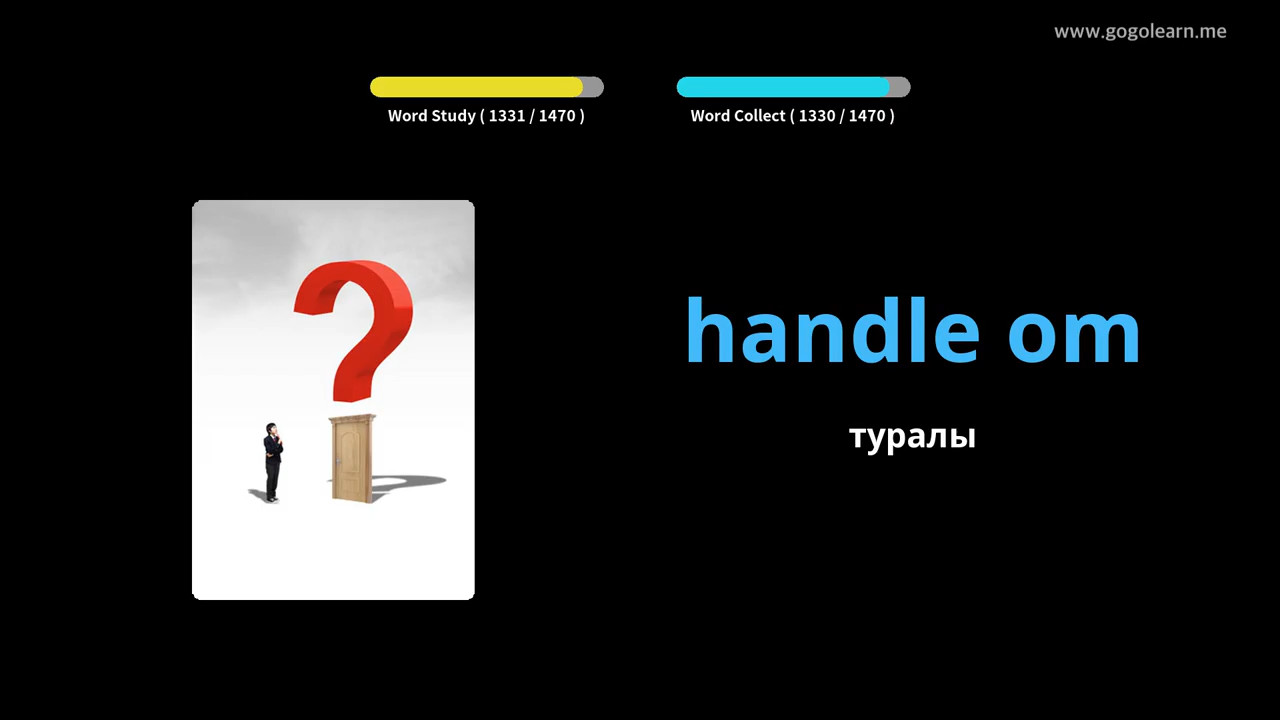 www.gogolearn.me
Word Study ( 1331 / 1470 )
Word Collect ( 1330 / 1470 )
handle om
туралы